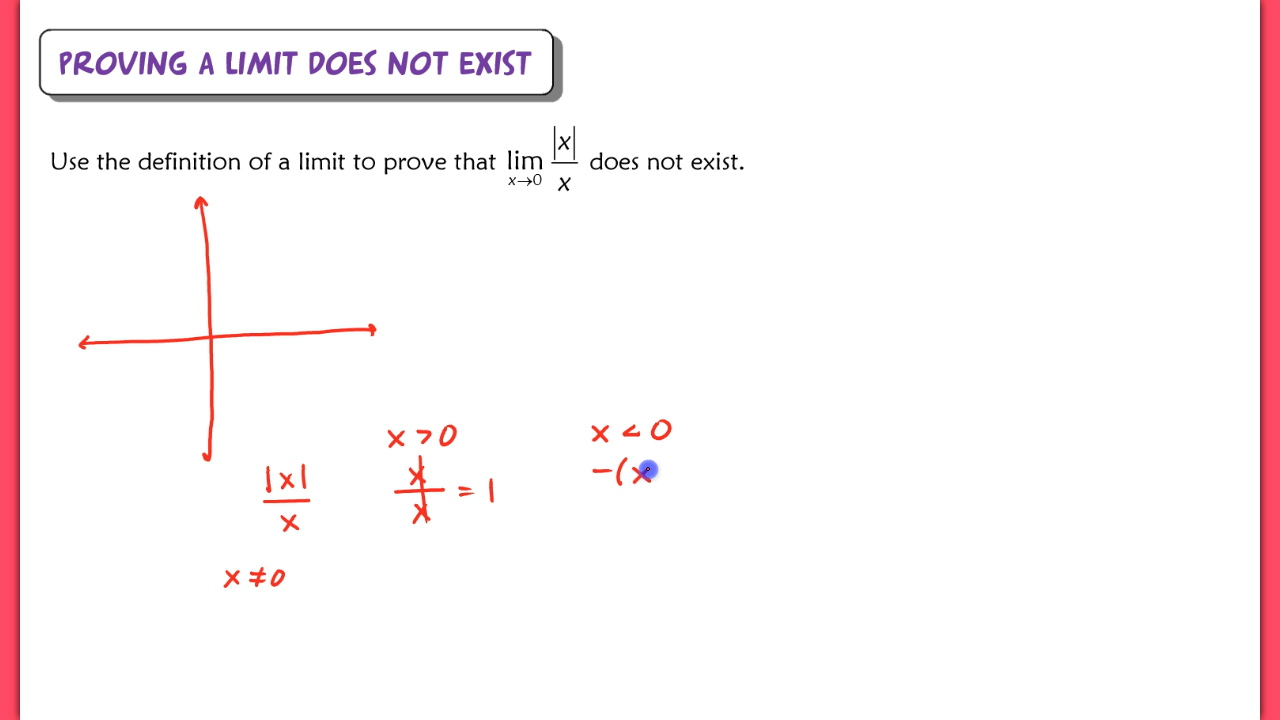 PROVING A LIMIT DOES NOT EXIST
Use the definition of a limit to prove that lim x→0 |x|/x does not exist.
x > 0
x < 0
|x|/x
x/x = 1
-(x
x ≠ 0